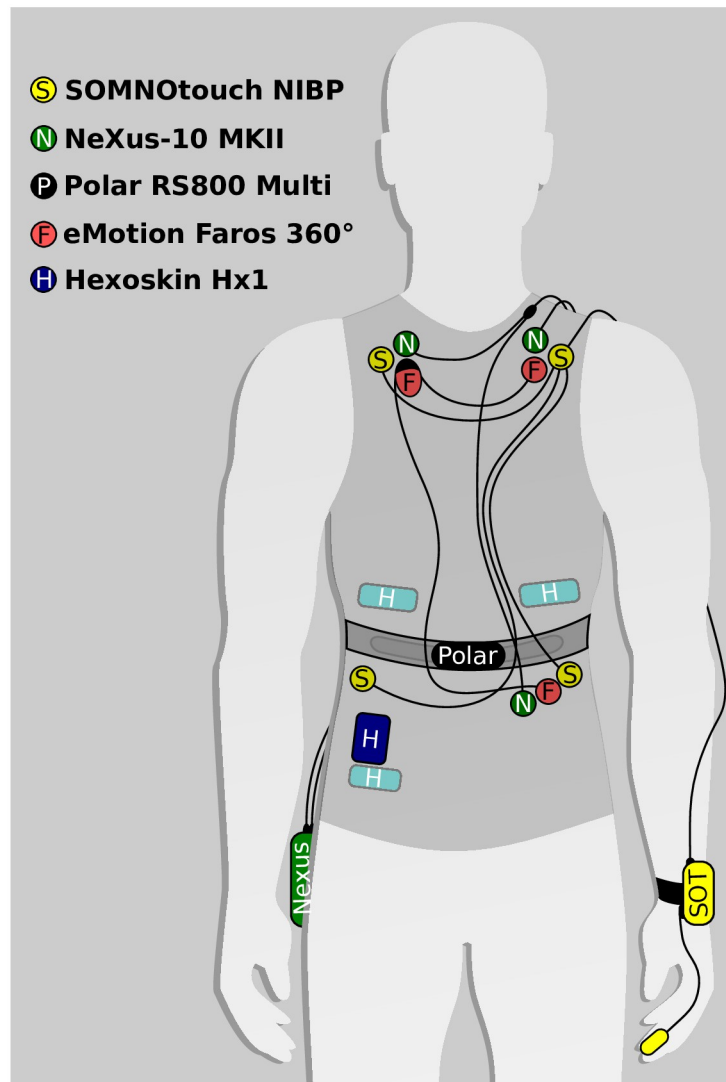 S SOMNOtouch NIBP
N NeXus-10 MKII
P Polar RS800 Multi
F eMotion Faros 360°
H Hexoskin Hx1
N N
S F F S
H H
Polar
S N F S
H
H
Nexus
SOT